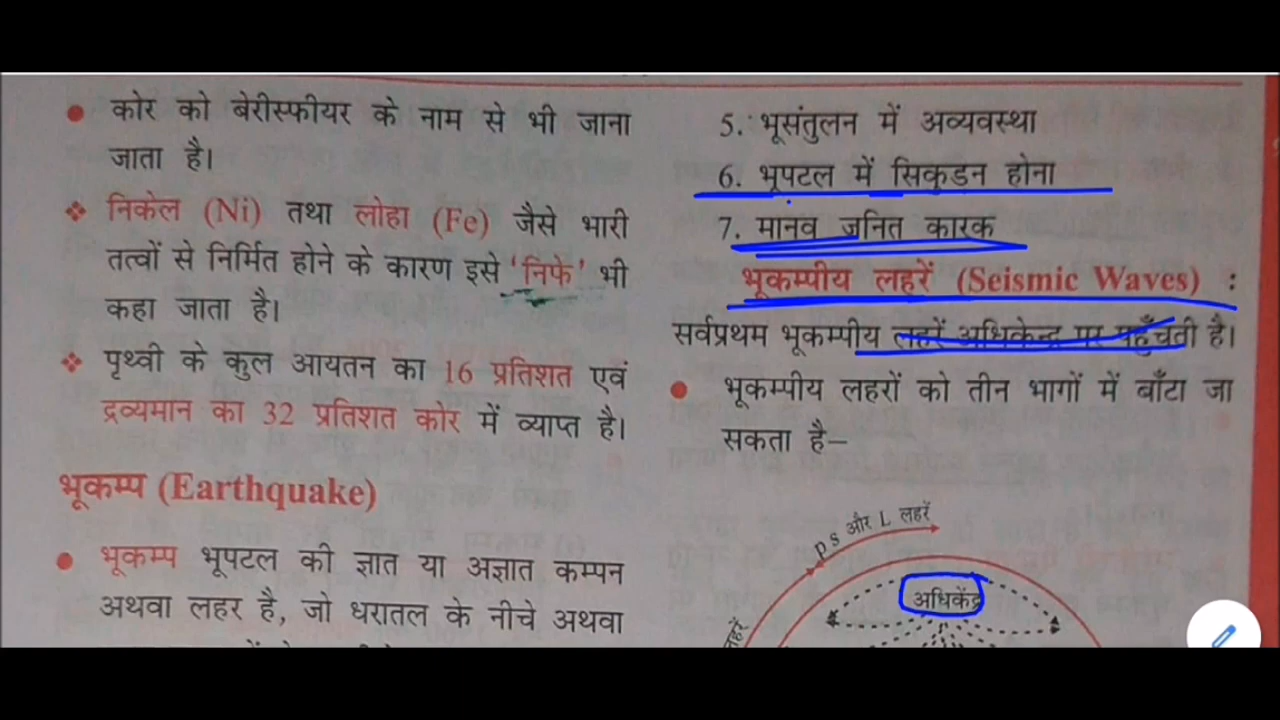 कोर को बेरीस्फीयर के नाम से भी जाना
जाता है।
निकेल (Ni) तथा लोहा (Fe) जैसे भारी
तत्वों से निर्मित होने के कारण इसे 'निफे' भी
कहा जाता है।
पृथ्वी के कुल आयतन का 16 प्रतिशत एवं
द्रव्यमान का 32 प्रतिशत कोर में व्याप्त है।
भूकम्प (Earthquake)
भूकम्प भूपटल की ज्ञात या अज्ञात कम्पन
अथवा लहर है, जो धरातल के नीचे अथवा
5. भूसंतुलन में अव्यवस्था
6. भूपटल में सिकुड़न होना
7. मानव जनित कारक
भूकम्पीय लहरें (Seismic Waves) :
सर्वप्रथम भूकम्पीय लहरें अधिकेन्द्र पर पहुँचती है।
भूकम्पीय लहरों को तीन भागों में बाँटा जा
सकता है–
P S और L लहरें
अधिकेंद्र